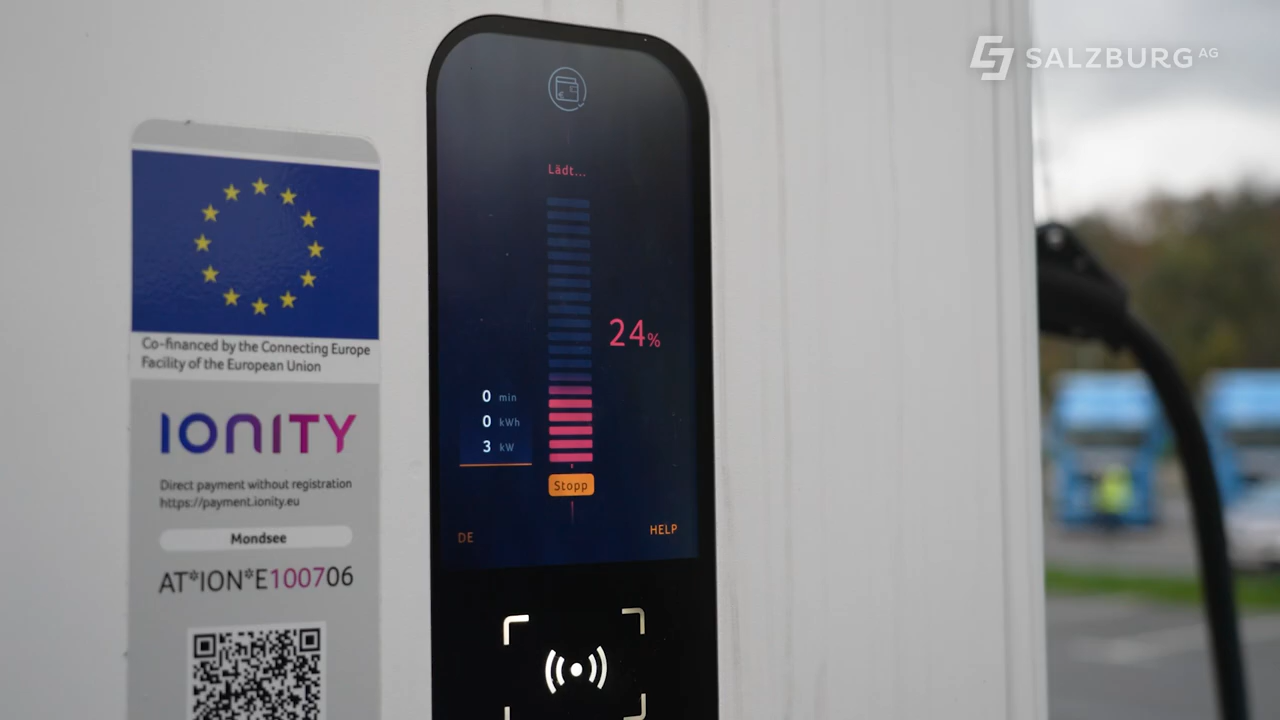 SALZBURG AG
Co-financed by the Connecting Europe
Facility of the European Union
IONITY
Direct payment without registration
https://payment.ionity.eu
Mondsee
AT*ION*E100706
Lädt...
24%
0 min
0 kWh
3 kW
Stopp
DE
HELP